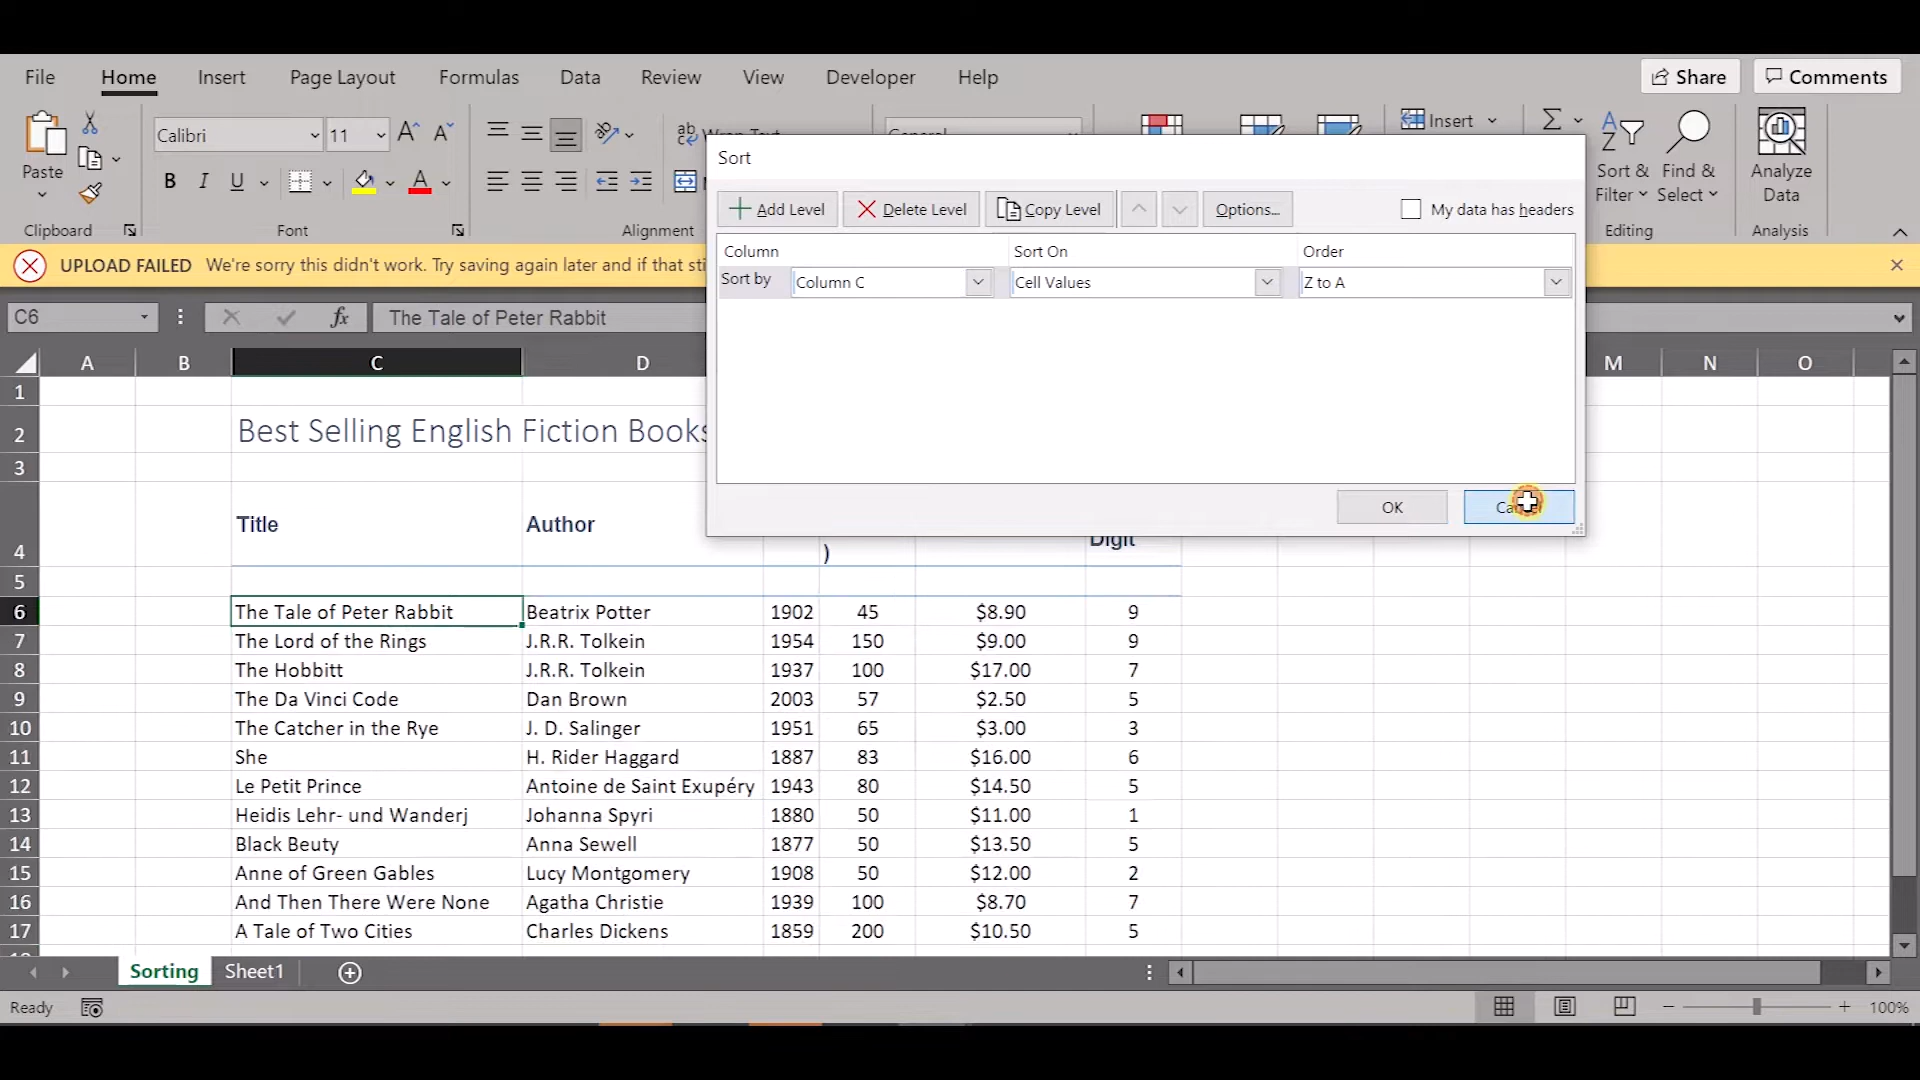 File Home Insert Page Layout Formulas Data Review View Developer Help Share Comments
Calibri 11 Insert
Paste Sort & Find & Analyze
Filter Select Data
Clipboard Font Alignment Editing Analysis
Sort
Add Level Delete Level Copy Level Options... My data has headers
Column Sort On Order
Sort by Column C Cell Values Z to A
OK
UPLOAD FAILED We're sorry this didn't work. Try saving again later and if that sti
C6 fx The Tale of Peter Rabbit
A B C D M N O
1
2 Best Selling English Fiction Books
3
4 Title Author ) Digit
5
6 The Tale of Peter Rabbit Beatrix Potter 1902 45 $8.90 9
7 The Lord of the Rings J.R.R. Tolkein 1954 150 $9.00 9
8 The Hobbitt J.R.R. Tolkein 1937 100 $17.00 7
9 The Da Vinci Code Dan Brown 2003 57 $2.50 5
10 The Catcher in the Rye J. D. Salinger 1951 65 $3.00 3
11 She H. Rider Haggard 1887 83 $16.00 6
12 Le Petit Prince Antoine de Saint Exupéry 1943 80 $14.50 5
13 Heidis Lehr- und Wanderj Johanna Spyri 1880 50 $11.00 1
14 Black Beuty Anna Sewell 1877 50 $13.50 5
15 Anne of Green Gables Lucy Montgomery 1908 50 $12.00 2
16 And Then There Were None Agatha Christie 1939 100 $8.70 7
17 A Tale of Two Cities Charles Dickens 1859 200 $10.50 5
Sorting Sheet1
Ready 100%